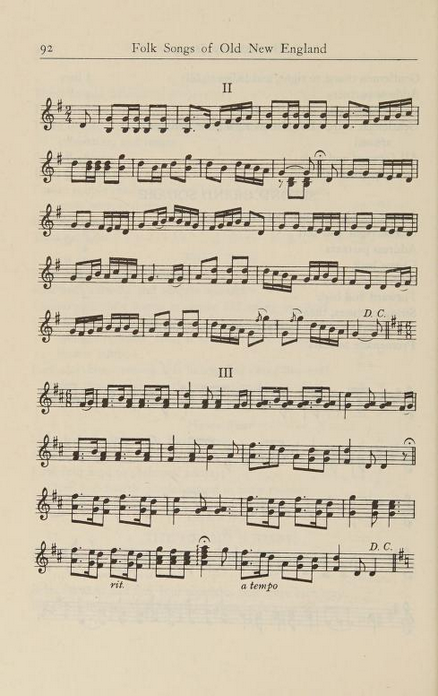 92 Folk Songs of Old New England
II
D. C.
III
D. C.
rit. a tempo